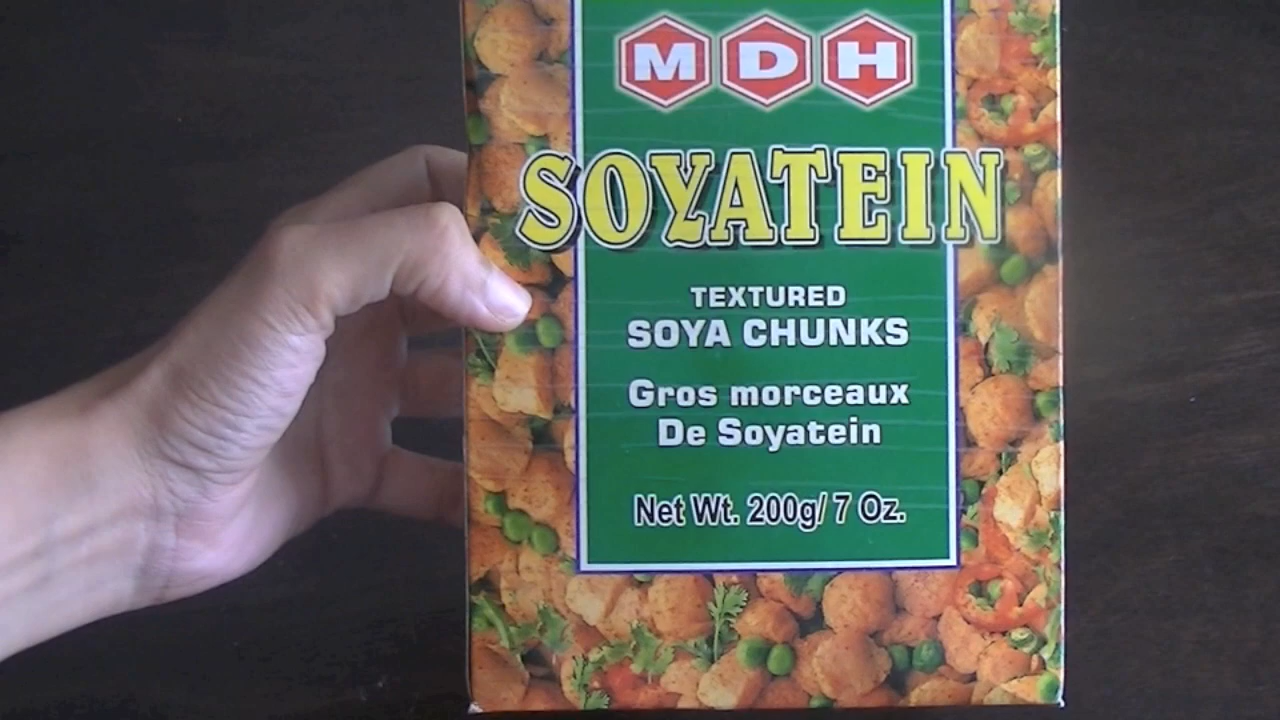 MDH
SOYATEIN
TEXTURED
SOYA CHUNKS
Gros morceaux
De Soyatein
Net Wt. 200g/ 7 Oz.